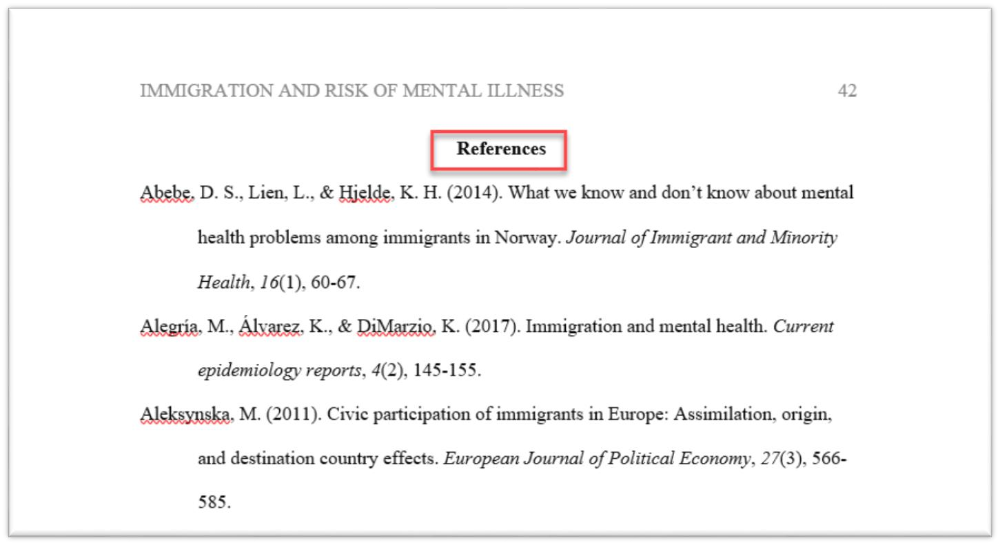 IMMIGRATION AND RISK OF MENTAL ILLNESS 42
References
Abebe, D. S., Lien, L., & Hjelde, K. H. (2014). What we know and don’t know about mental
health problems among immigrants in Norway. Journal of Immigrant and Minority
Health, 16(1), 60-67.
Alegría, M., Álvarez, K., & DiMarzio, K. (2017). Immigration and mental health. Current
epidemiology reports, 4(2), 145-155.
Aleksynska, M. (2011). Civic participation of immigrants in Europe: Assimilation, origin,
and destination country effects. European Journal of Political Economy, 27(3), 566-
585.